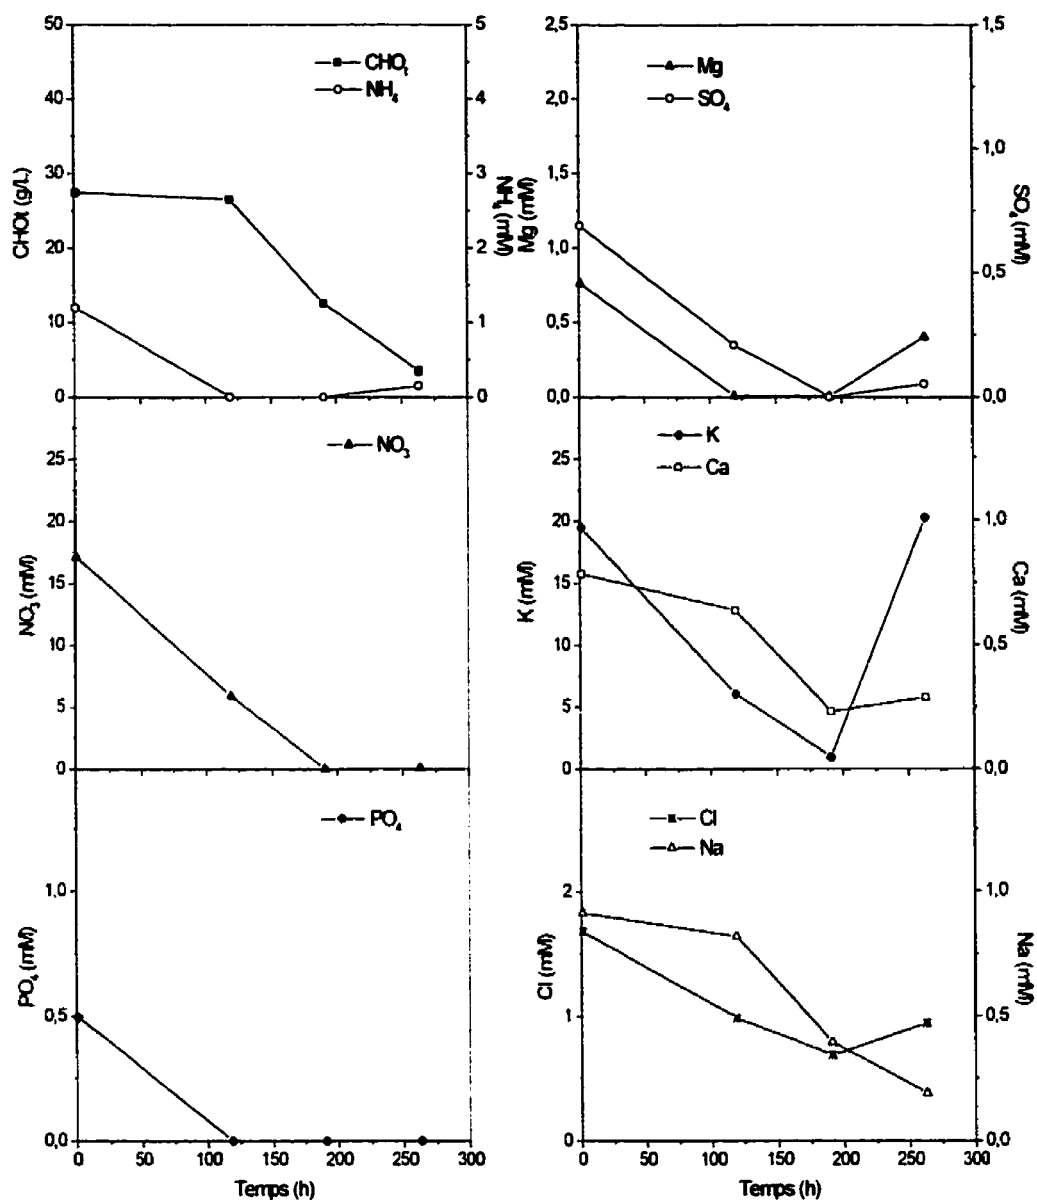 50
40
30
20
10
0
CHOt (g/L)
CHOt
NH4
5
4
3
2
1
0
NH4 (mM)
2,5
2,0
1,5
1,0
0,5
0,0
Mg (mM)
Mg
SO4
1,5
1,0
0,5
0,0
SO4 (mM)
25
20
15
10
5
0
NO3 (mM)
NO3
25
20
15
10
5
0
K (mM)
K
Ca
1,0
0,5
0,0
Ca (mM)
1,0
0,5
0,0
PO4 (mM)
PO4
0 50 100 150 200 250 300
Temps (h)
2
1
0
Cl (mM)
Cl
Na
1,0
0,5
0,0
Na (mM)
0 50 100 150 200 250 300
Temps (h)